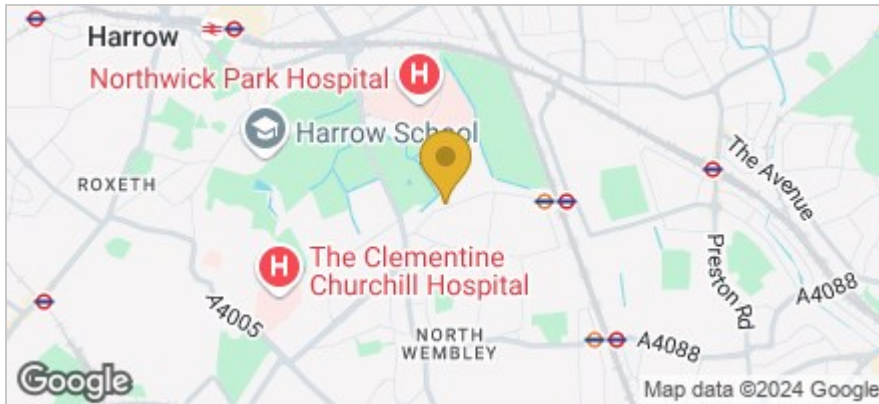 Harrow
Northwick Park Hospital
H
Harrow School
ROXETH
The Avenue
H
The Clementine
Churchill Hospital
Preston Rd
A4088
A4005
NORTH
WEMBLEY
A4088
Google
Map data ©2024 Google